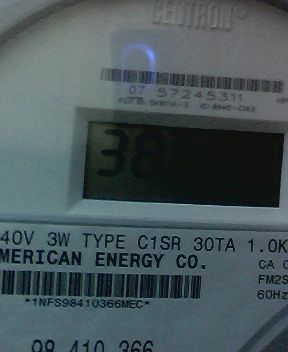 CENTRON
07 57245311
38
40V 3W TYPE C1SR 30TA 1.0K
MERICAN ENERGY CO.
CA
FM2S
60Hz
*1NFS98410366MEC*
98 410 366